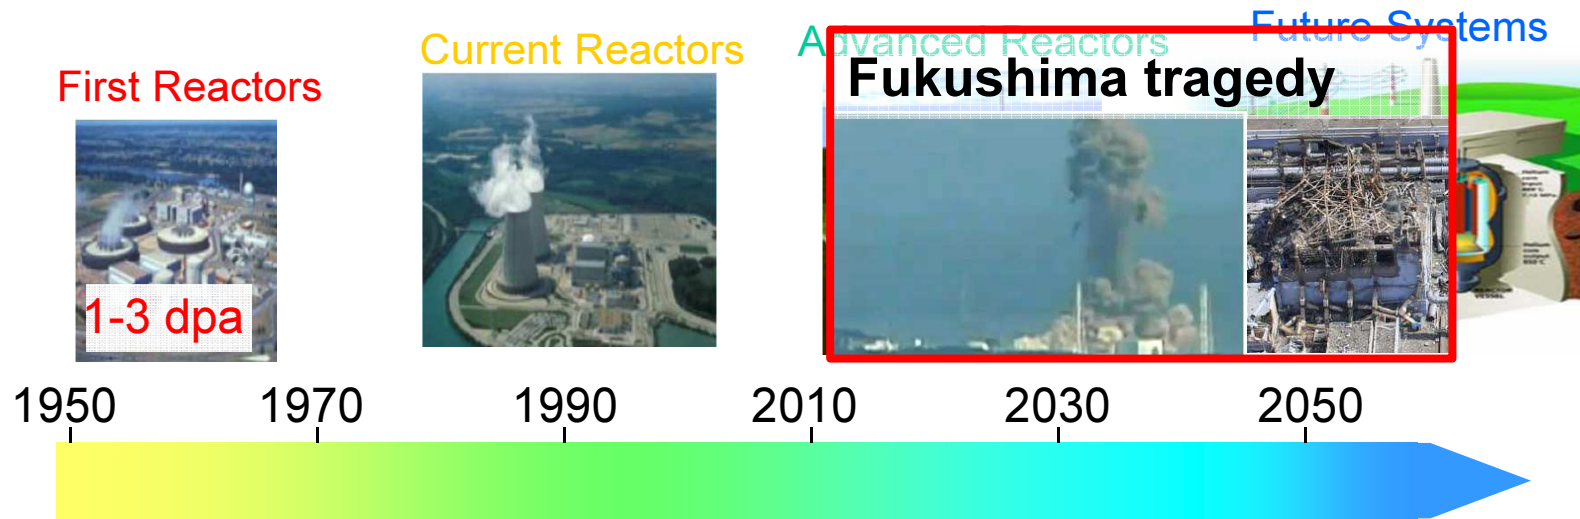 First Reactors
Current Reactors
Advanced Reactors
Future Systems
Fukushima tragedy
1-3 dpa
VESSEL
1950
1970
1990
2010
2030
2050